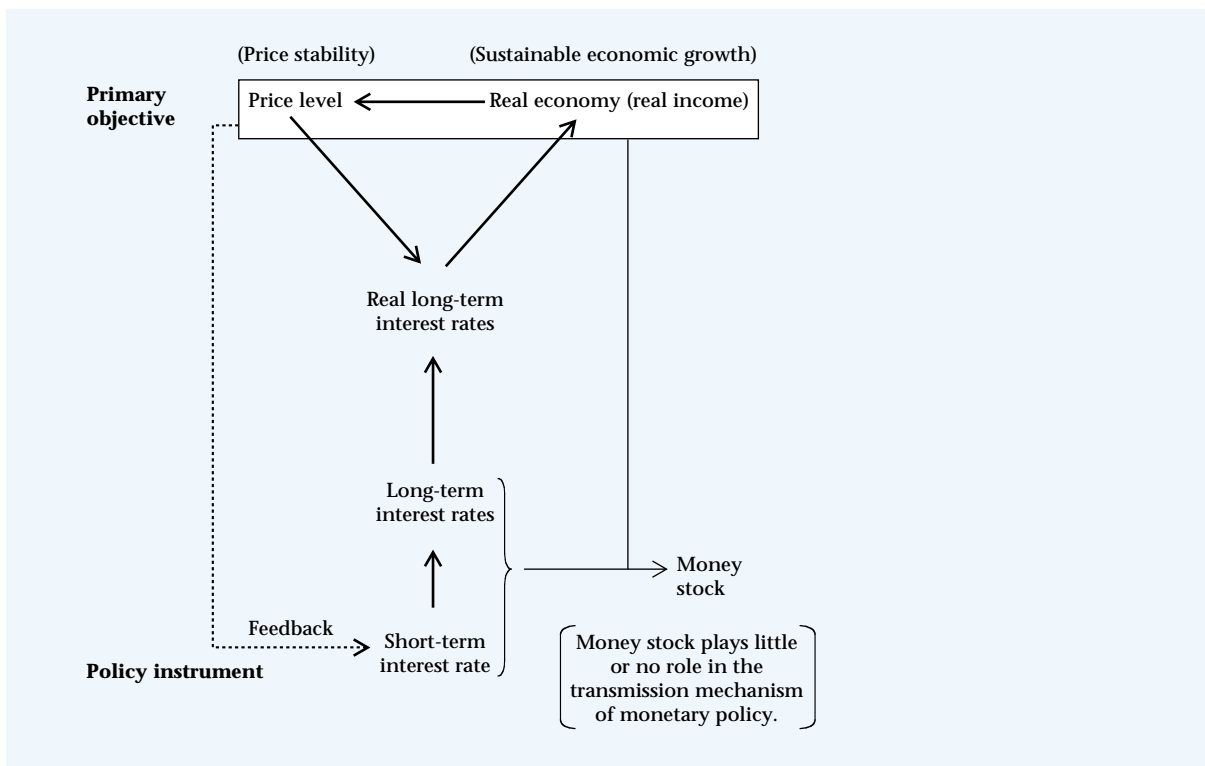 (Price stability)
(Sustainable economic growth)
Primary
objective
Price level
Real economy (real income)
Real long-term
interest rates
Long-term
interest rates
Money
stock
Feedback
Short-term
interest rate
Policy instrument
Money stock plays little
or no role in the
transmission mechanism
of monetary policy.